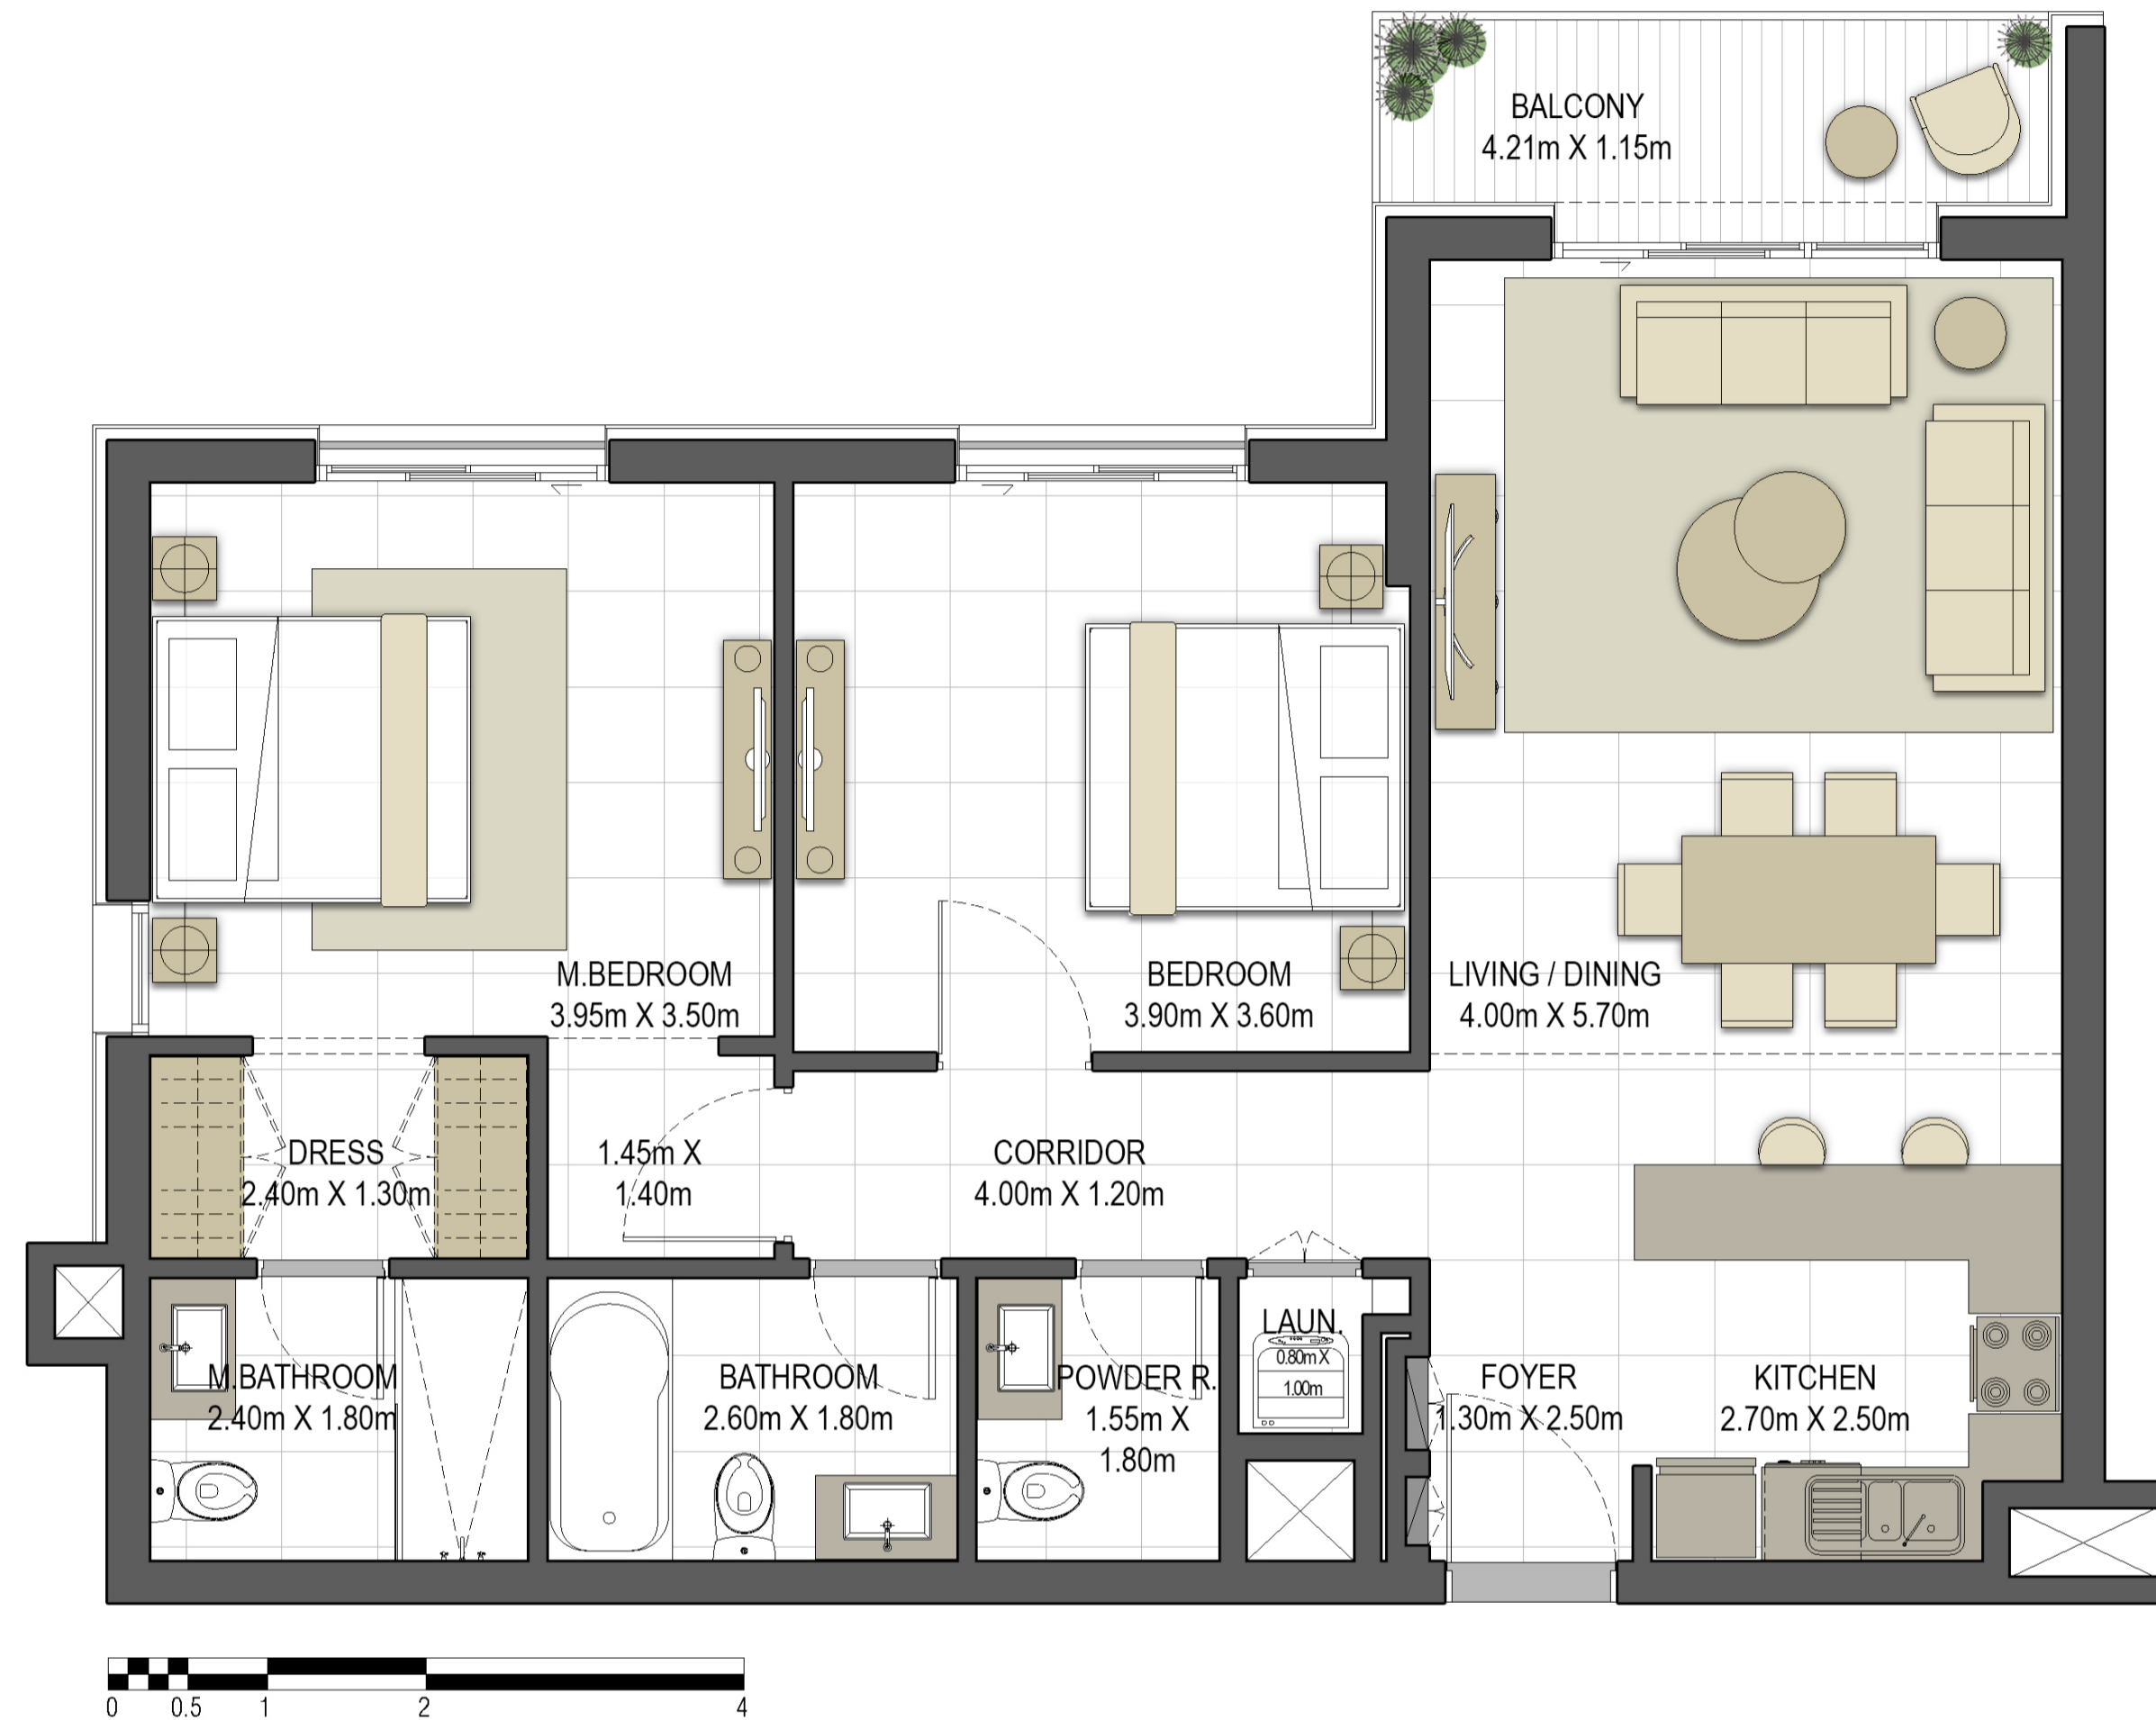 BALCONY
4.21m X 1.15m
M.BEDROOM
3.95m X 3.50m
BEDROOM
3.90m X 3.60m
LIVING / DINING
4.00m X 5.70m
DRESS
2.40m X 1.30m
1.45m X
1.40m
CORRIDOR
4.00m X 1.20m
LAUN.
0.80m X
1.00m
M.BATHROOM
2.40m X 1.80m
BATHROOM
2.60m X 1.80m
POWDER R.
1.55m X
1.80m
FOYER
1.30m X 2.50m
KITCHEN
2.70m X 2.50m
0 0.5 1 2 4